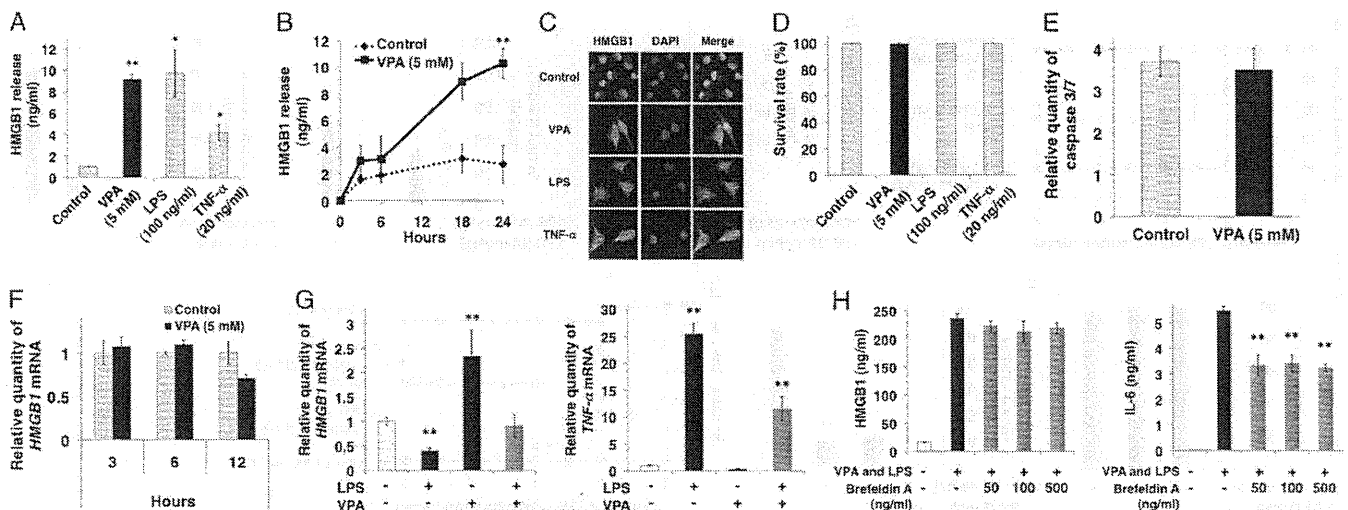 A
HMGB1 release
(ng/ml)
14
12
10
8
6
4
2
0
**
*
*
Control
VPA
(5 mM)
LPS
(100 ng/ml)
TNF-α
(20 ng/ml)
B
Control
VPA (5 mM)
HMGB1 release
(ng/ml)
12
10
8
6
4
2
0
**
0
6
12
18
24
Hours
C
HMGB1 DAPI Merge
Control
VPA
LPS
TNF-α
D
Survival rate (%)
100
80
60
40
20
0
Control
VPA
(5 mM)
LPS
(100 ng/ml)
TNF-α
(20 ng/ml)
E
Relative quantity of
caspase 3/7
4
3
2
1
0
Control VPA (5 mM)
F
Control
VPA (5 mM)
Relative quantity of
HMGB1 mRNA
1
0.5
0
3 6 12
Hours
G
Relative quantity of
HMGB1 mRNA
3
2.5
2
1.5
1
0.5
0
**
**
LPS - + - +
VPA - - + +
Relative quantity of
TNF-α mRNA
30
25
20
15
10
5
0
**
**
LPS - + - +
VPA - - + +
H
HMGB1 (ng/ml)
250
200
150
100
50
0
VPA and LPS - + + + +
Brefeldin A - - 50 100 500
(ng/ml)
IL-6 (ng/ml)
5
4
3
2
1
0
** ** **
VPA and LPS - + + + +
Brefeldin A - - 50 100 500
(ng/ml)